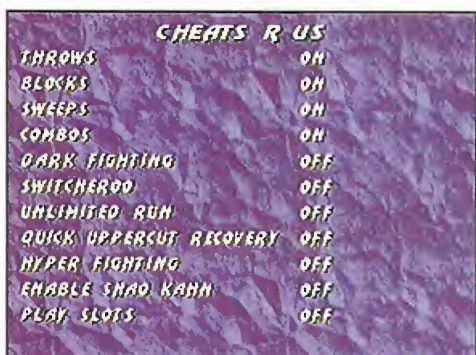 CHEATS R US
THROWS ON
BLOCKS ON
SWEEPS ON
COMBOS ON
DARK FIGHTING OFF
SWITCHEROO OFF
UNLIMITED RUN OFF
QUICK UPPERCUT RECOVERY OFF
HYPER FIGHTING OFF
ENABLE SHAO KAHN OFF
PLAY SLOTS OFF